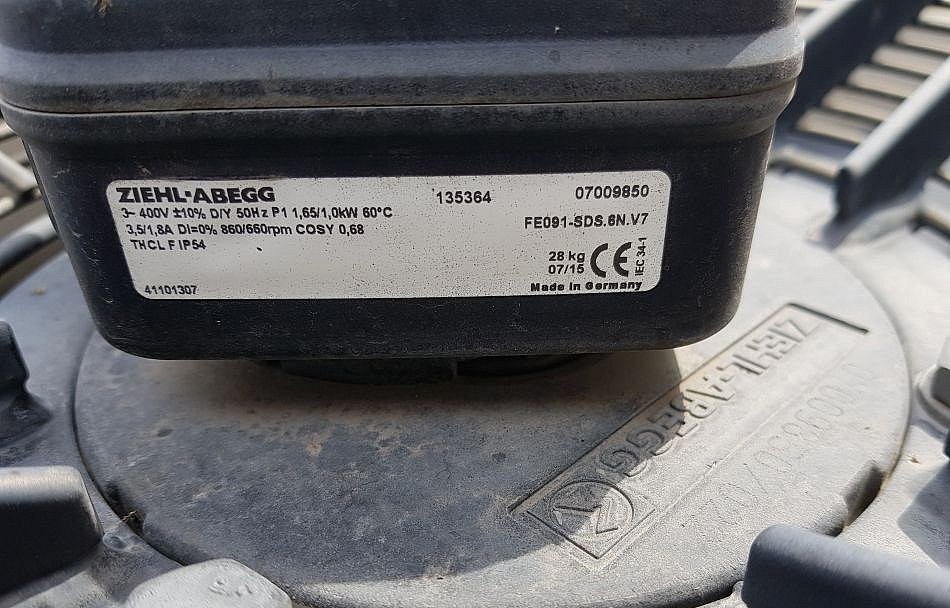 ZIEHL-ABEGG 135364 07009850
3~ 400V ±10% D/Y 50Hz P1 1,65/1,0kW 60°C
3,5/1,8A DI=0% 860/660rpm COSY 0,68
THCL F IP54
FE091-SDS.6N.V7
28 kg
07/15
CE
IEC 34-1
41101307
Made in Germany
ZIEHL-ABEGG